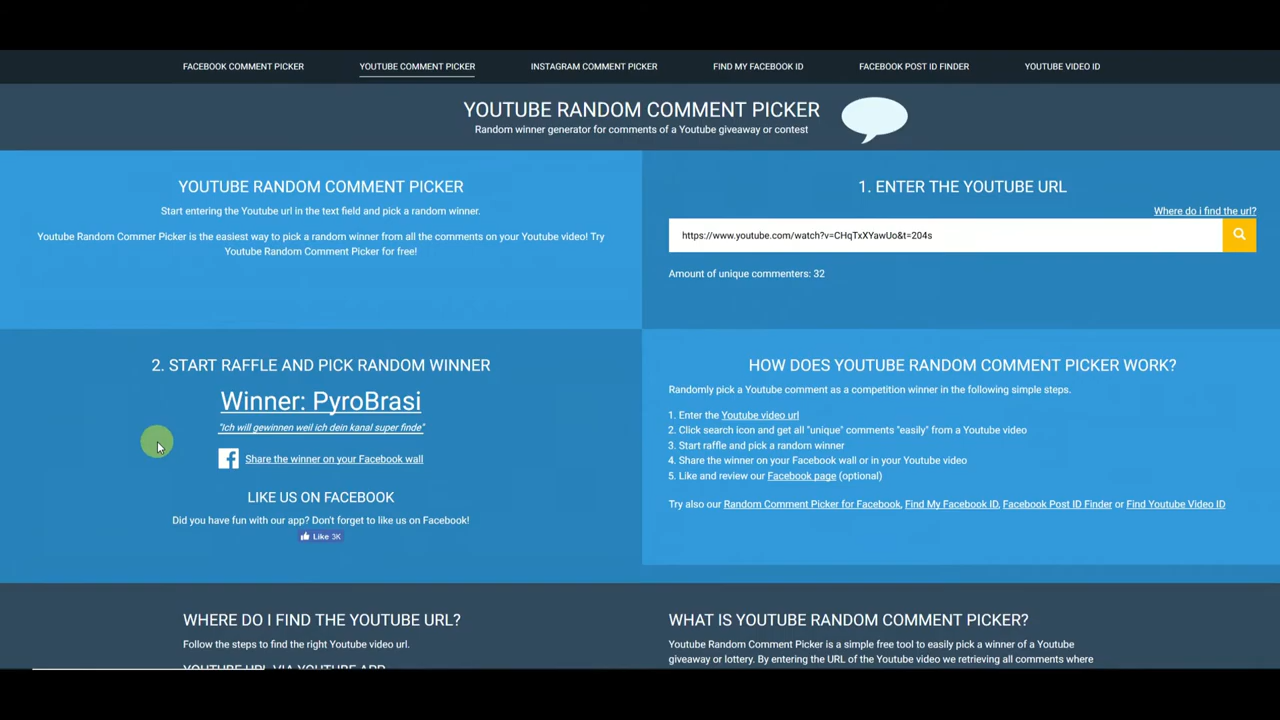 FACEBOOK COMMENT PICKER
YOUTUBE COMMENT PICKER
INSTAGRAM COMMENT PICKER
FIND MY FACEBOOK ID
FACEBOOK POST ID FINDER
YOUTUBE VIDEO ID
YOUTUBE RANDOM COMMENT PICKER
Random winner generator for comments of a Youtube giveaway or contest
YOUTUBE RANDOM COMMENT PICKER
Start entering the Youtube url in the text field and pick a random winner.
Youtube Random Commer Picker is the easiest way to pick a random winner from all the comments on your Youtube video! Try
Youtube Random Comment Picker for free!
1. ENTER THE YOUTUBE URL
Where do i find the url?
https://www.youtube.com/watch?v=CHqTxXYawUo&t=204s
Amount of unique commenters: 32
2. START RAFFLE AND PICK RANDOM WINNER
Winner: PyroBrasi
"Ich will gewinnen weil ich dein kanal super finde"
Share the winner on your Facebook wall
LIKE US ON FACEBOOK
Did you have fun with our app? Don't forget to like us on Facebook!
Like 3K
HOW DOES YOUTUBE RANDOM COMMENT PICKER WORK?
Randomly pick a Youtube comment as a competition winner in the following simple steps.
1. Enter the Youtube video url
2. Click search icon and get all "unique" comments "easily" from a Youtube video
3. Start raffle and pick a random winner
4. Share the winner on your Facebook wall or in your Youtube video
5. Like and review our Facebook page (optional)
Try also our Random Comment Picker for Facebook, Find My Facebook ID, Facebook Post ID Finder or Find Youtube Video ID
WHERE DO I FIND THE YOUTUBE URL?
Follow the steps to find the right Youtube video url.
YOUTUBE URL VIA YOUTUBE APP
WHAT IS YOUTUBE RANDOM COMMENT PICKER?
Youtube Random Comment Picker is a simple free tool to easily pick a winner of a Youtube
giveaway or lottery. By entering the URL of the Youtube video we retrieving all comments where